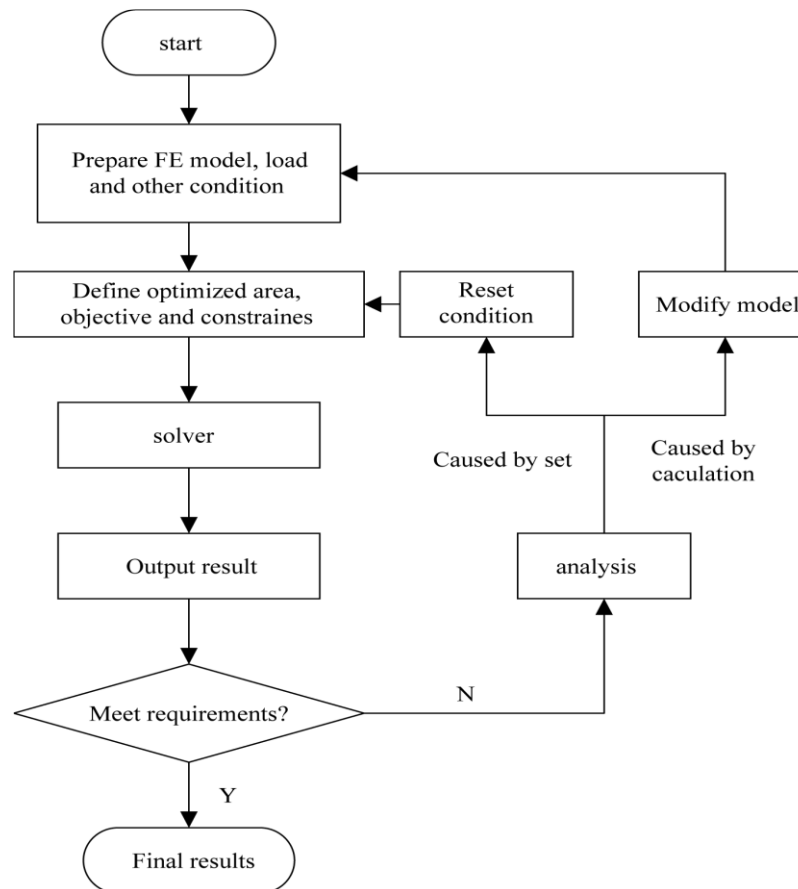 start
Prepare FE model, load
and other condition
Define optimized area,
objective and constraines
Reset
condition
Modify model
solver
Caused by set
Caused by
caculation
Output result
analysis
Meet requirements?
N
Y
Final results